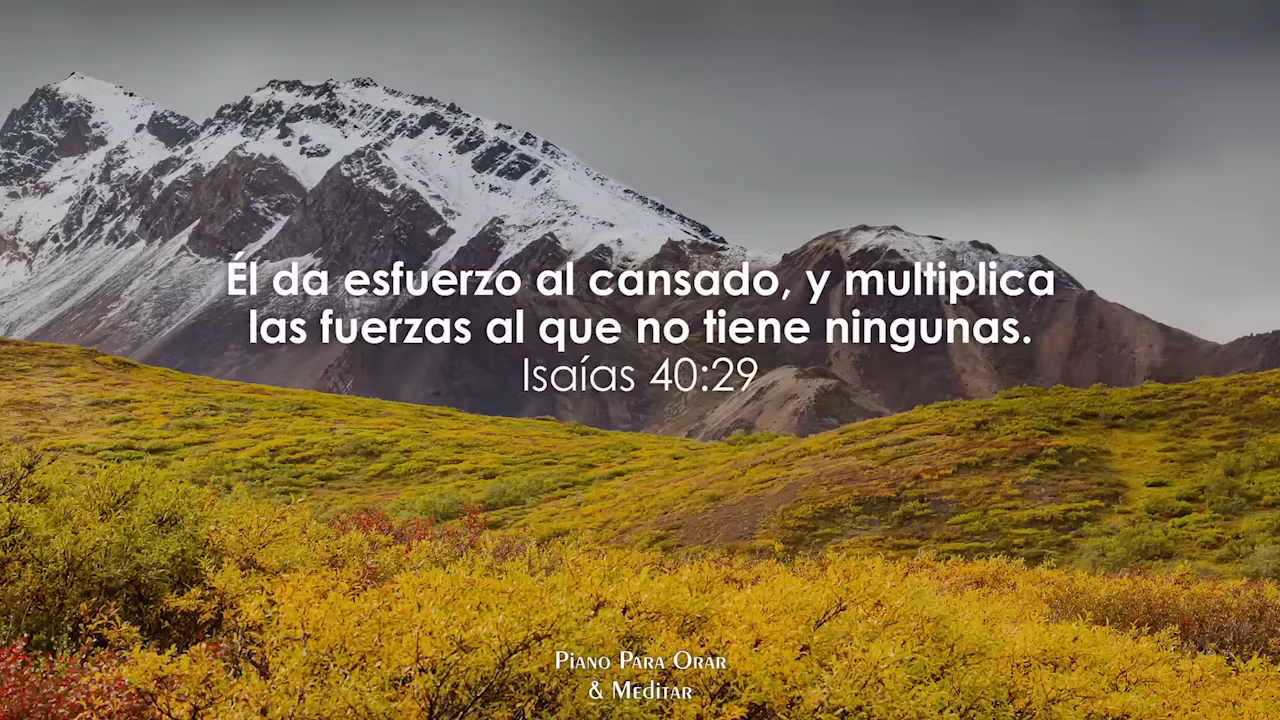 Él da esfuerzo al cansado, y multiplica
las fuerzas al que no tiene ningunas.
Isaías 40:29
Piano Para Orar
& Meditar